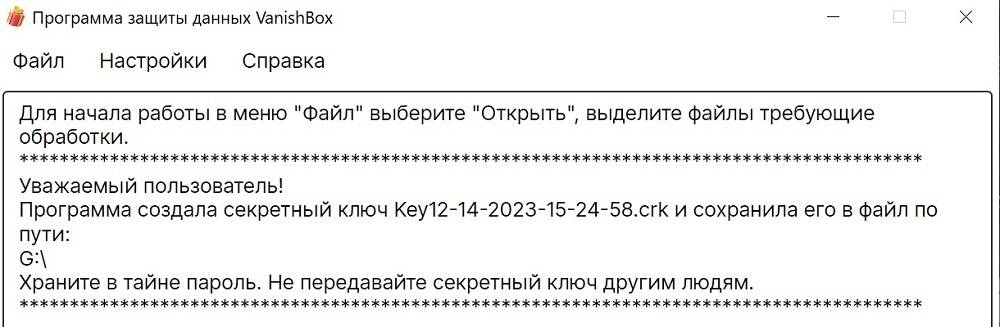 Программа защиты данных VanishBox
Файл Настройки Справка
Для начала работы в меню "Файл" выберите "Открыть", выделите файлы требующие
обработки.
******************************************************************************************
Уважаемый пользователь!
Программа создала секретный ключ Key12-14-2023-15-24-58.crk и сохранила его в файл по
пути:
G:\
Храните в тайне пароль. Не передавайте секретный ключ другим людям.
******************************************************************************************